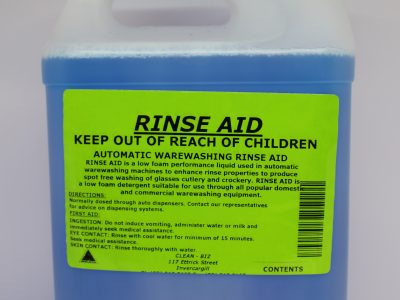 RINSE AID
KEEP OUT OF REACH OF CHILDREN
AUTOMATIC WAREWASHING RINSE AID
RINSE AID is a low foam performance liquid used in automatic
warewashing machines to enhance rinse properties to produce
spot free washing of glasses cutlery and crockery. RINSE AID is
a low foam detergent suitable for use through all popular domestic
and commercial warewashing equipment.
DIRECTIONS:
Normally dosed through auto dispensers. Contact our representatives
for advice on dispensing systems.
FIRST AID:
INGESTION: Do not induce vomiting, administer water or milk and
immediately seek medical assistance.
EYE CONTACT: Rinse with cool water for minimum of 15 minutes.
Seek medical assistance.
SKIN CONTACT: Rinse thoroughly with water.
CLEAN - BIZ
117 Ettrick Street
Invercargill
CONTENTS